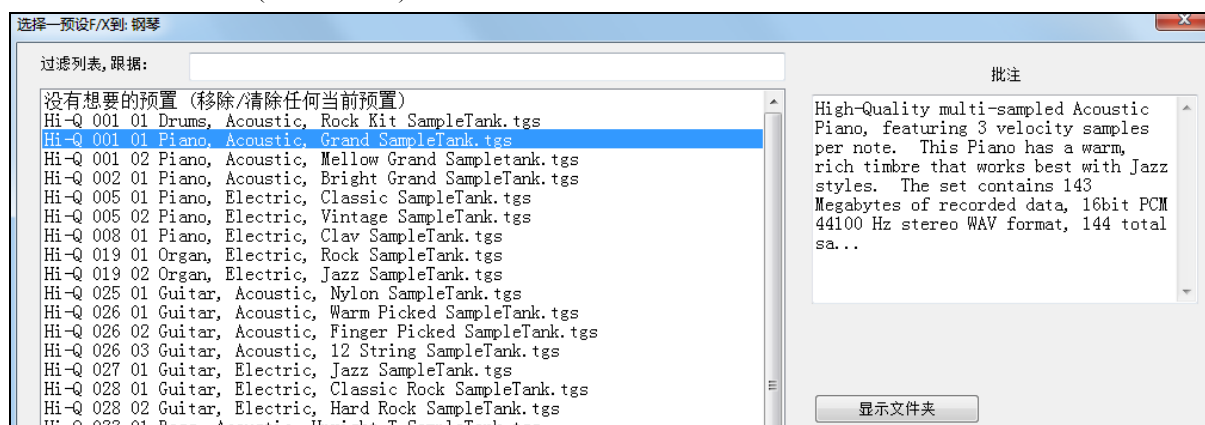 选择一预设F/X到: 钢琴
过滤列表,跟据:
没有想要的预置 (移除/清除任何当前预置)
Hi-Q 001 01 Drums, Acoustic, Rock Kit SampleTank.tgs
Hi-Q 001 01 Piano, Acoustic, Grand SampleTank.tgs
Hi-Q 001 02 Piano, Acoustic, Mellow Grand Sampletank.tgs
Hi-Q 002 01 Piano, Acoustic, Bright Grand SampleTank.tgs
Hi-Q 005 01 Piano, Electric, Classic SampleTank.tgs
Hi-Q 005 02 Piano, Electric, Vintage SampleTank.tgs
Hi-Q 008 01 Piano, Electric, Clav SampleTank.tgs
Hi-Q 019 01 Organ, Electric, Rock SampleTank.tgs
Hi-Q 019 02 Organ, Electric, Jazz SampleTank.tgs
Hi-Q 025 01 Guitar, Acoustic, Nylon SampleTank.tgs
Hi-Q 026 01 Guitar, Acoustic, Warm Picked SampleTank.tgs
Hi-Q 026 02 Guitar, Acoustic, Finger Picked SampleTank.tgs
Hi-Q 026 03 Guitar, Acoustic, 12 String SampleTank.tgs
Hi-Q 027 01 Guitar, Electric, Jazz SampleTank.tgs
Hi-Q 028 01 Guitar, Electric, Classic Rock SampleTank.tgs
Hi-Q 028 02 Guitar, Electric, Hard Rock SampleTank.tgs
批注
High-Quality multi-sampled Acoustic
Piano, featuring 3 velocity samples
per note. This Piano has a warm,
rich timbre that works best with Jazz
styles. The set contains 143
Megabytes of recorded data, 16bit PCM
44100 Hz stereo WAV format, 144 total
sa...
显示文件夹